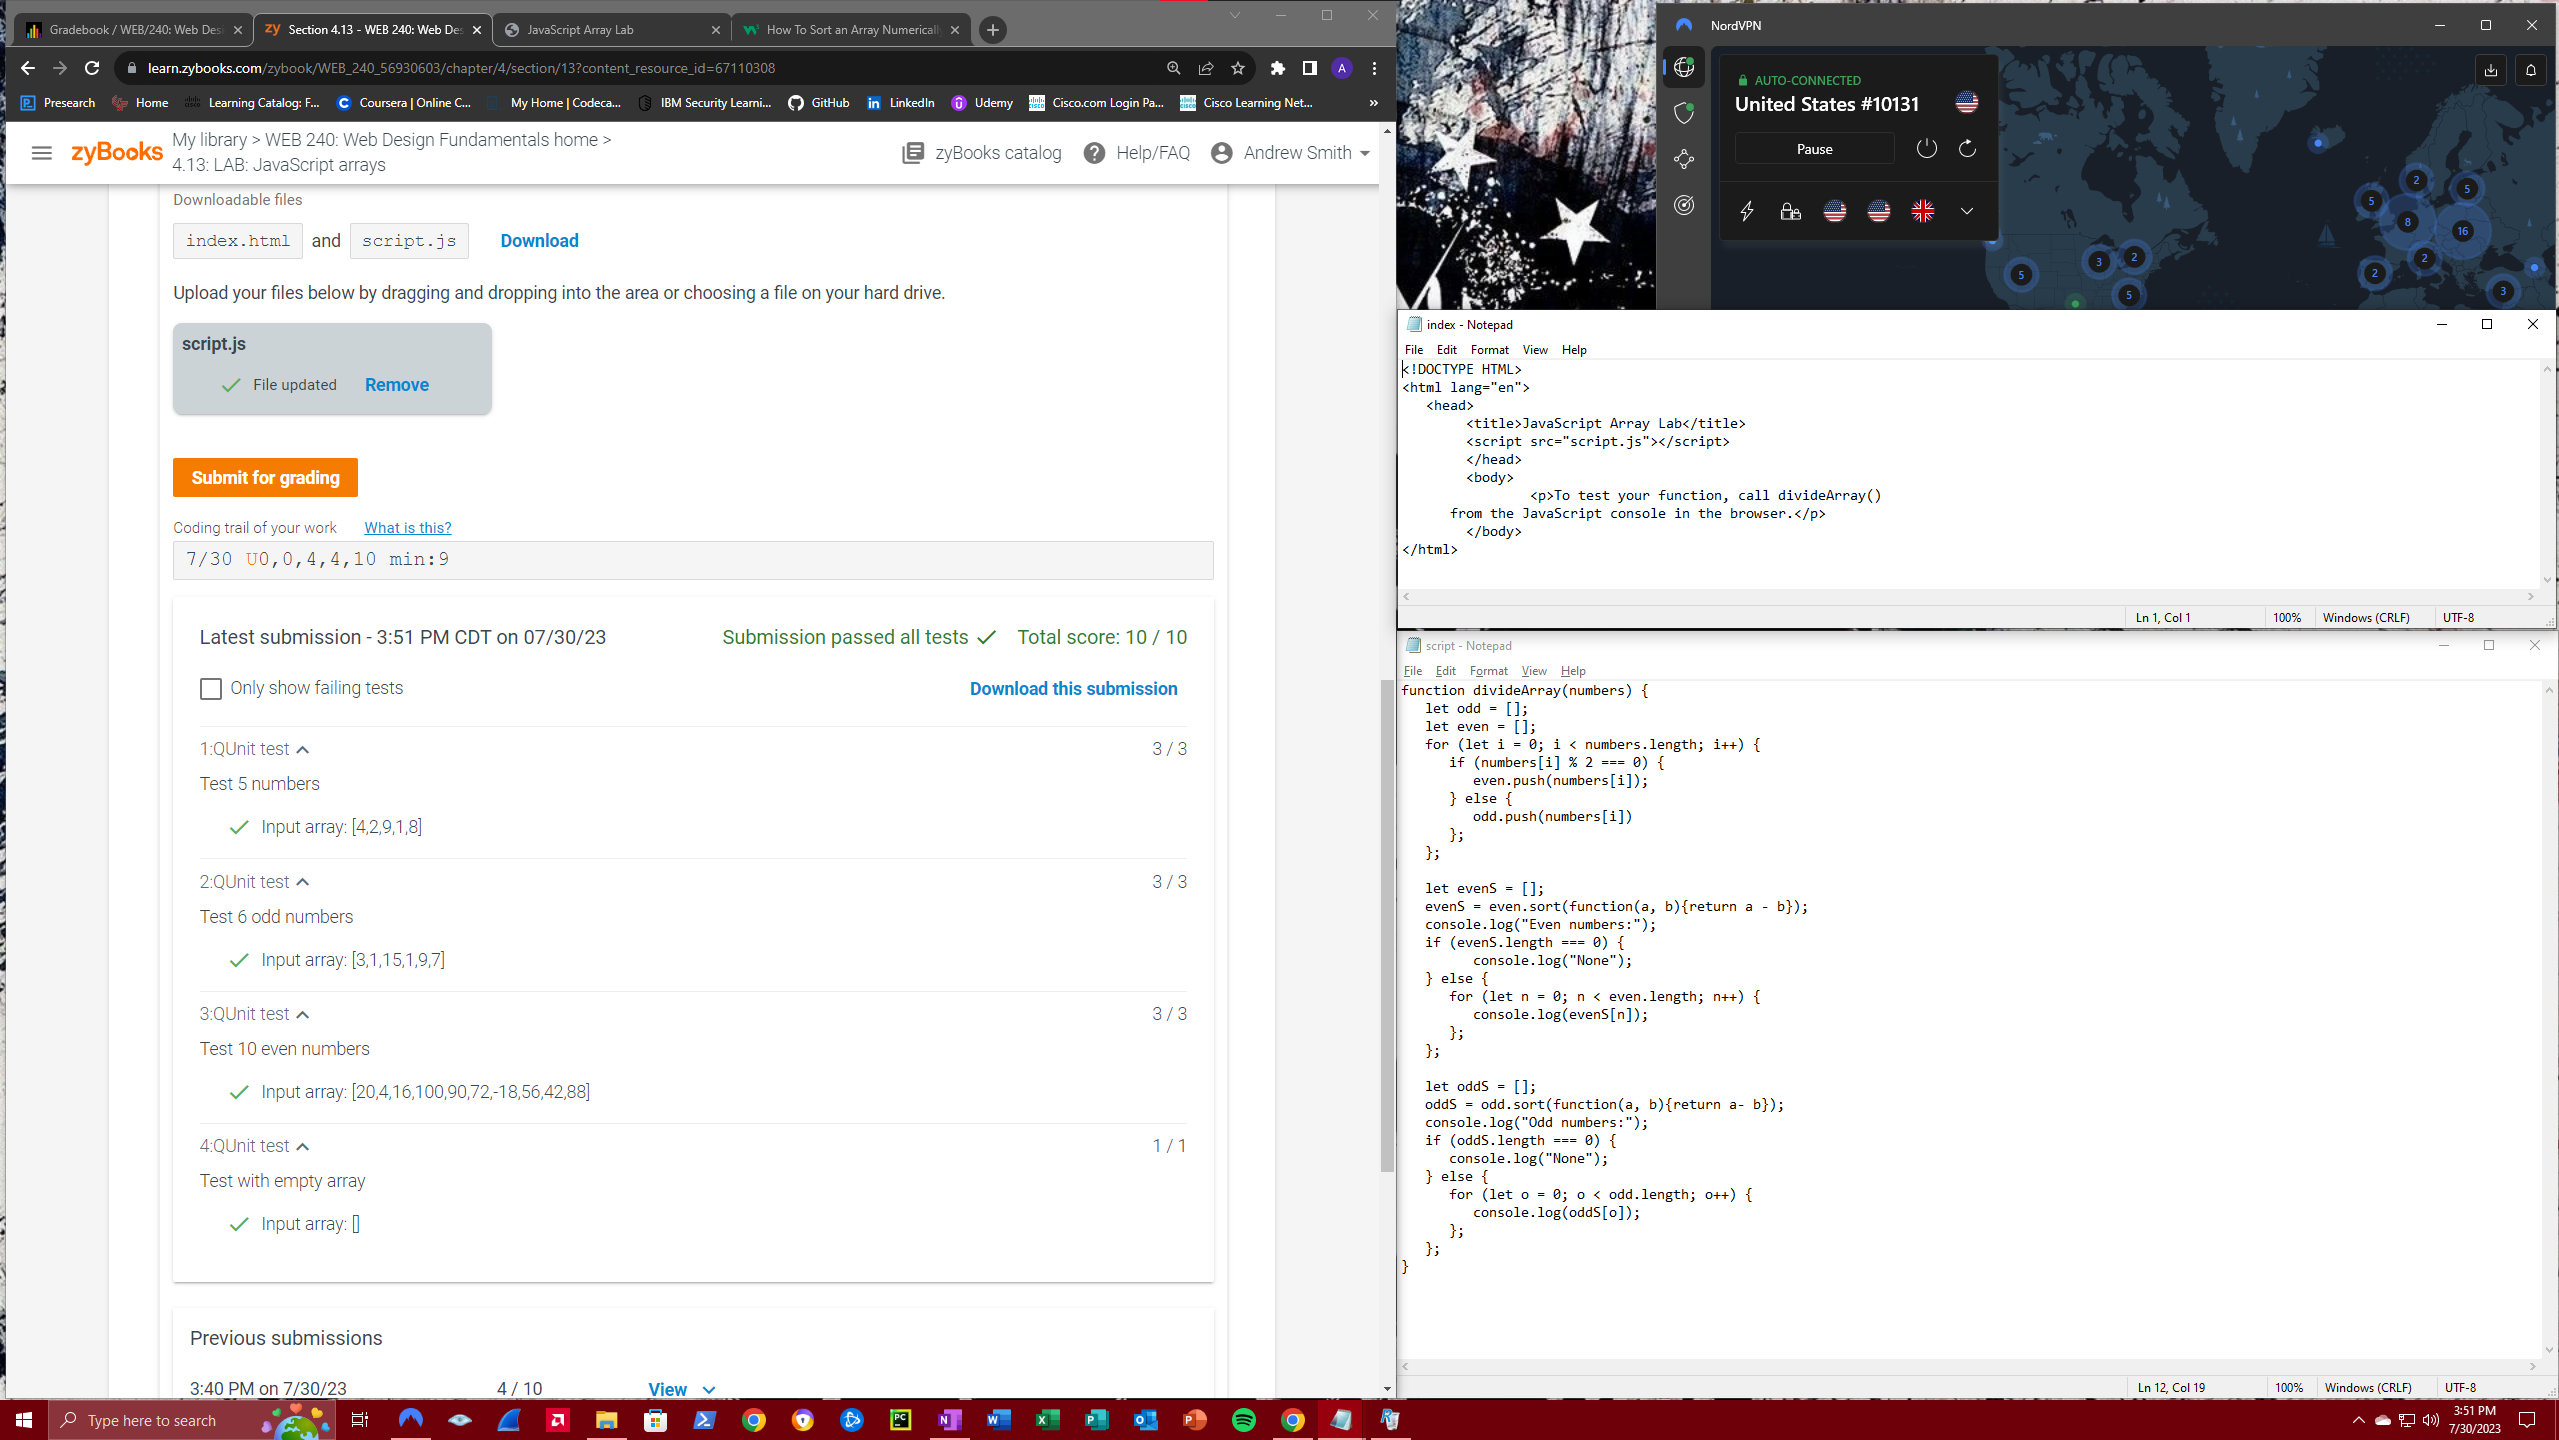 Gradebook / WEB/240: Web Des
Section 4.13 - WEB 240: Web Des
JavaScript Array Lab
How To Sort an Array Numerical
learn.zybooks.com/zybook/WEB_240_56930603/chapter/4/section/13?content_resource_id=67110308
A
Presearch
Home
Learning Catalog: F...
Coursera | Online C...
My Home | Codeca...
IBM Security Learni...
GitHub
LinkedIn
Udemy
Cisco.com Login Pa...
Cisco Learning Net...
»
zyBooks
My library > WEB 240: Web Design Fundamentals home >
4.13: LAB: JavaScript arrays
zyBooks catalog
Help/FAQ
Andrew Smith
Downloadable files
index.html and script.js Download
Upload your files below by dragging and dropping into the area or choosing a file on your hard drive.
script.js
File updated Remove
Submit for grading
Coding trail of your work What is this?
7/30 U0,0,4,4,10 min:9
Latest submission - 3:51 PM CDT on 07/30/23
Submission passed all tests
Total score: 10 / 10
Only show failing tests
Download this submission
1:QUnit test
3 / 3
Test 5 numbers
Input array: [4,2,9,1,8]
2:QUnit test
3 / 3
Test 6 odd numbers
Input array: [3,1,15,1,9,7]
3:QUnit test
3 / 3
Test 10 even numbers
Input array: [20,4,16,100,90,72,-18,56,42,88]
4:QUnit test
1 / 1
Test with empty array
Input array: []
Previous submissions
3:40 PM on 7/30/23
4 / 10
View
NordVPN
AUTO-CONNECTED
United States #10131
Pause
5
3
2
5
2
5
5
8
16
2
2
3
index - Notepad
File Edit Format View Help
<!DOCTYPE HTML>
<html lang="en">
<head>
<title>JavaScript Array Lab</title>
<script src="script.js"></script>
</head>
<body>
<p>To test your function, call divideArray()
from the JavaScript console in the browser.</p>
</body>
</html>
Ln 1, Col 1
100%
Windows (CRLF)
UTF-8
script - Notepad
File Edit Format View Help
function divideArray(numbers) {
let odd = [];
let even = [];
for (let i = 0; i < numbers.length; i++) {
if (numbers[i] % 2 === 0) {
even.push(numbers[i]);
} else {
odd.push(numbers[i])
};
};
let evenS = [];
evenS = even.sort(function(a, b){return a - b});
console.log("Even numbers:");
if (evenS.length === 0) {
console.log("None");
} else {
for (let n = 0; n < even.length; n++) {
console.log(evenS[n]);
};
};
let oddS = [];
oddS = odd.sort(function(a, b){return a- b});
console.log("Odd numbers:");
if (oddS.length === 0) {
console.log("None");
} else {
for (let o = 0; o < odd.length; o++) {
console.log(oddS[o]);
};
};
}
Ln 12, Col 19
100%
Windows (CRLF)
UTF-8
Type here to search
3:51 PM
7/30/2023